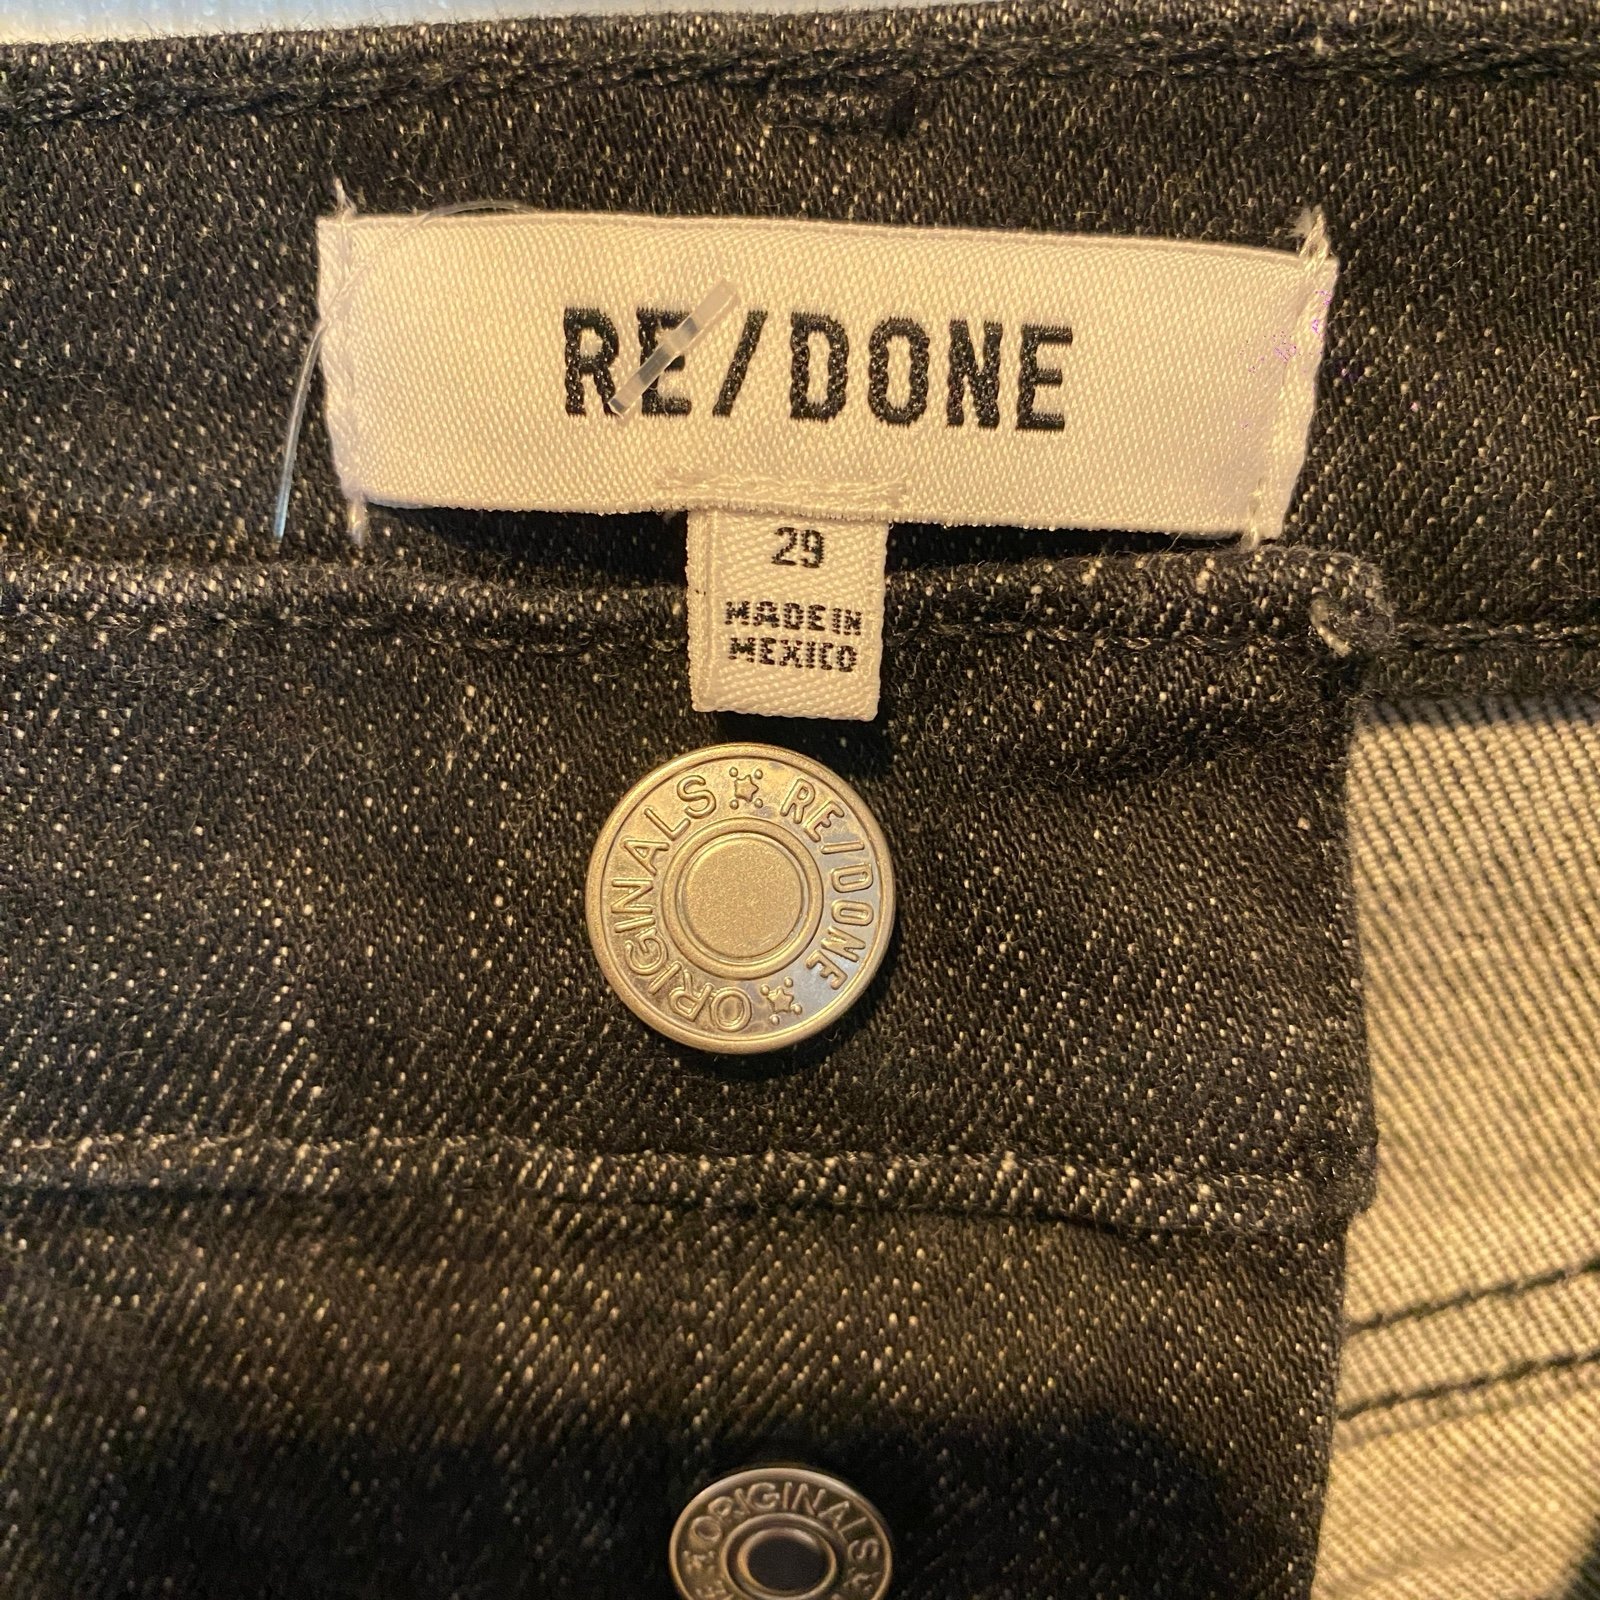 RE/DONE
29
MADE IN
MEXICO
RE/DONE
ORIGINALS
ORIGINALS